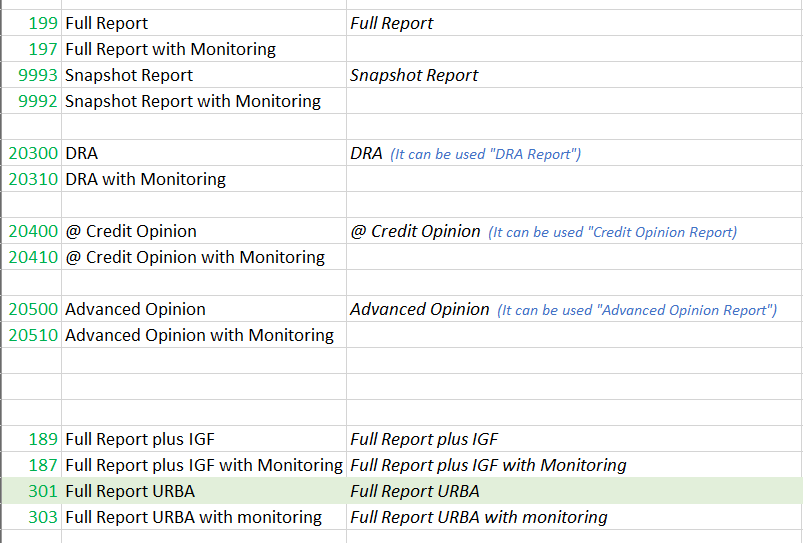 199 Full Report Full Report
197 Full Report with Monitoring
9993 Snapshot Report Snapshot Report
9992 Snapshot Report with Monitoring
20300 DRA DRA (It can be used "DRA Report")
20310 DRA with Monitoring
20400 @ Credit Opinion @ Credit Opinion (It can be used "Credit Opinion Report)
20410 @ Credit Opinion with Monitoring
20500 Advanced Opinion Advanced Opinion (It can be used "Advanced Opinion Report")
20510 Advanced Opinion with Monitoring
189 Full Report plus IGF Full Report plus IGF
187 Full Report plus IGF with Monitoring Full Report plus IGF with Monitoring
301 Full Report URBA Full Report URBA
303 Full Report URBA with monitoring Full Report URBA with monitoring